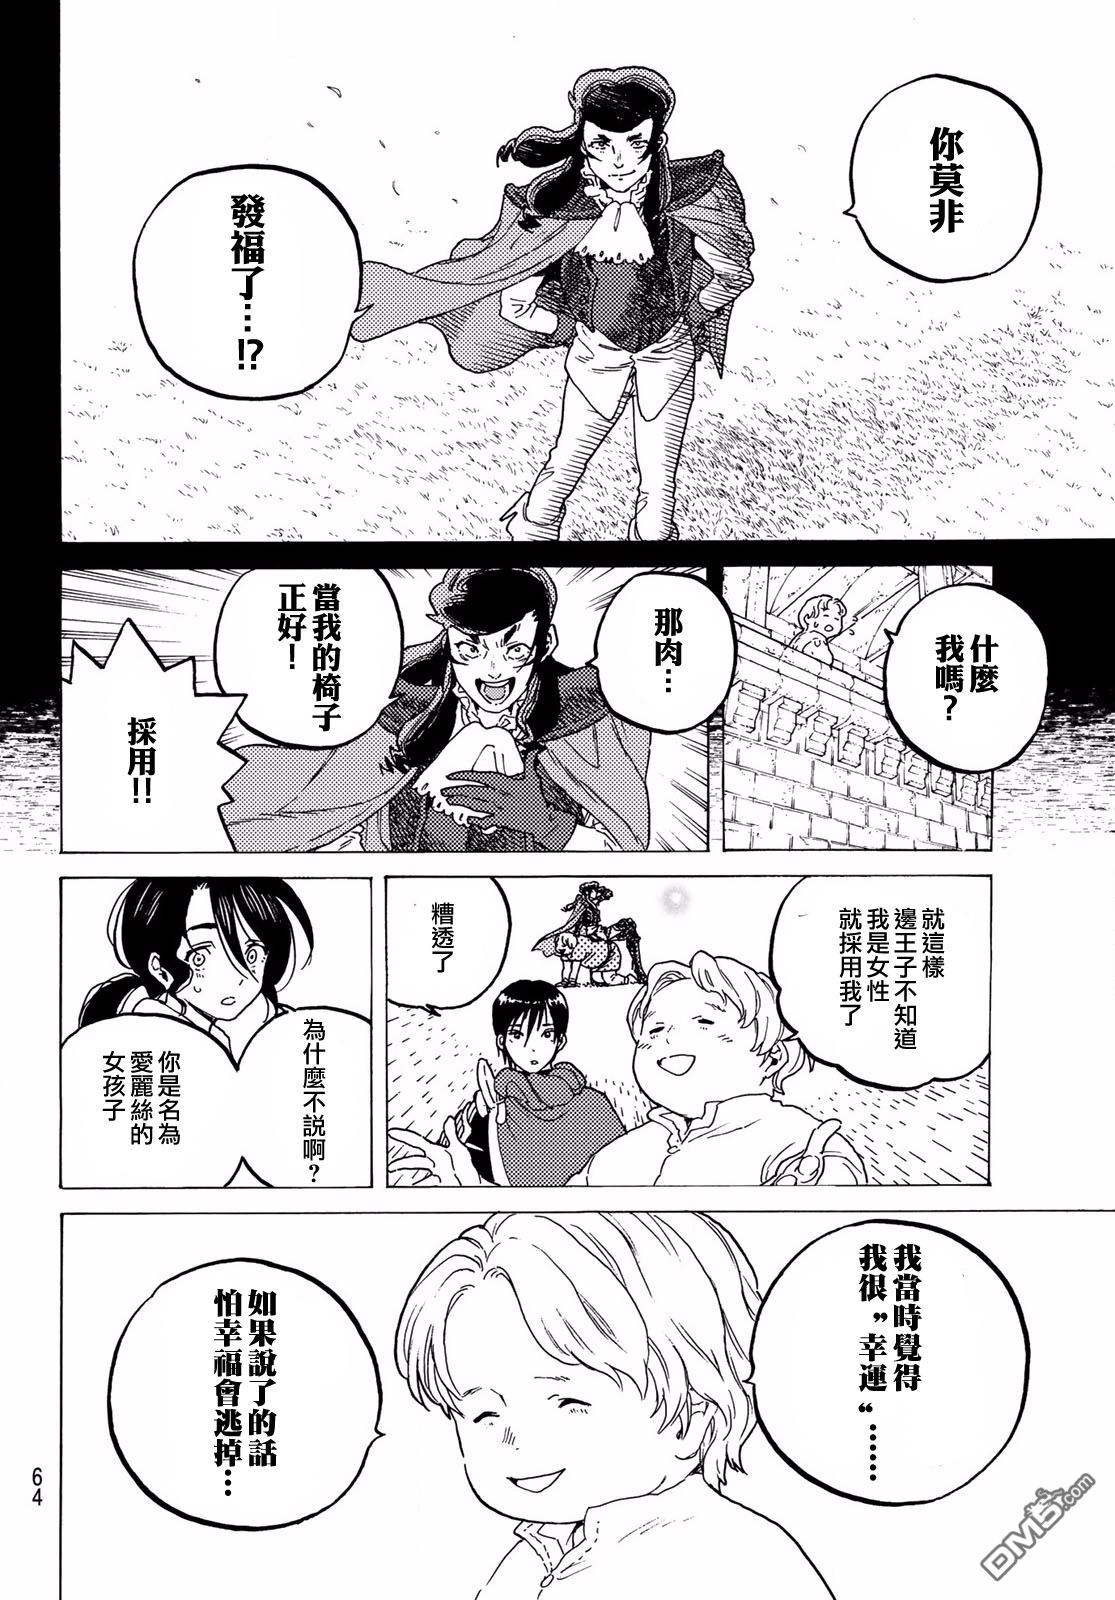 你莫非
發福了…!?
什麼
我嗎?
那肉…
當我的椅子
正好!
採用!!
就這樣
邊王子不知道
我是女性
就採用我了
糟透了
為什麼不說啊?
你是名為
愛麗絲的
女孩子
我當時覺得
我很”幸運“……
如果說了的話
怕幸福會逃掉…
64
DM5.com